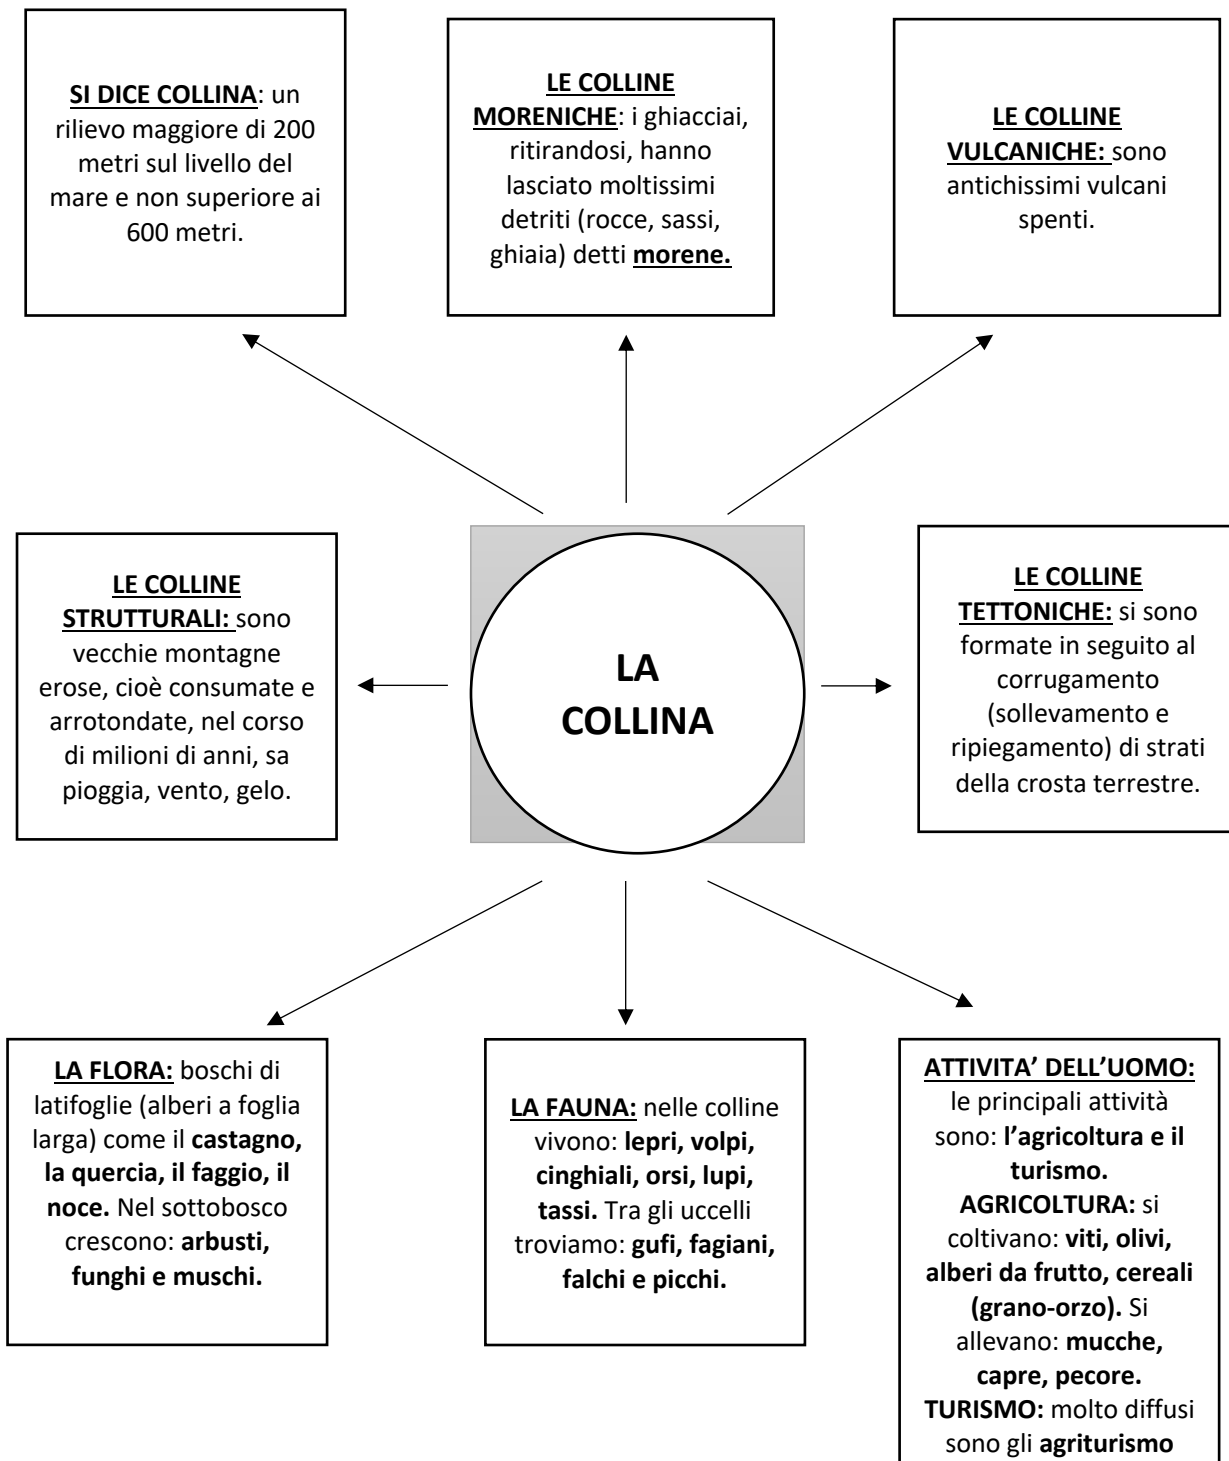 SI DICE COLLINA: un
rilievo maggiore di 200
metri sul livello del
mare e non superiore ai
600 metri.
LE COLLINE
MORENICHE: i ghiacciai,
ritirandosi, hanno
lasciato moltissimi
detriti (rocce, sassi,
ghiaia) detti morene.
LE COLLINE
VULCANICHE: sono
antichissimi vulcani
spenti.
LE COLLINE
STRUTTURALI: sono
vecchie montagne
erose, cioè consumate e
arrotondate, nel corso
di milioni di anni, sa
pioggia, vento, gelo.
LA
COLLINA
LE COLLINE
TETTONICHE: si sono
formate in seguito al
corrugamento
(sollevamento e
ripiegamento) di strati
della crosta terrestre.
LA FLORA: boschi di
latifoglie (alberi a foglia
larga) come il castagno,
la quercia, il faggio, il
noce. Nel sottobosco
crescono: arbusti,
funghi e muschi.
LA FAUNA: nelle colline
vivono: lepri, volpi,
cinghiali, orsi, lupi,
tassi. Tra gli uccelli
troviamo: gufi, fagiani,
falchi e picchi.
ATTIVITA’ DELL’UOMO:
le principali attività
sono: l’agricoltura e il
turismo.
AGRICOLTURA: si
coltivano: viti, olivi,
alberi da frutto, cereali
(grano-orzo). Si
allevano: mucche,
capre, pecore.
TURISMO: molto diffusi
sono gli agriturismo